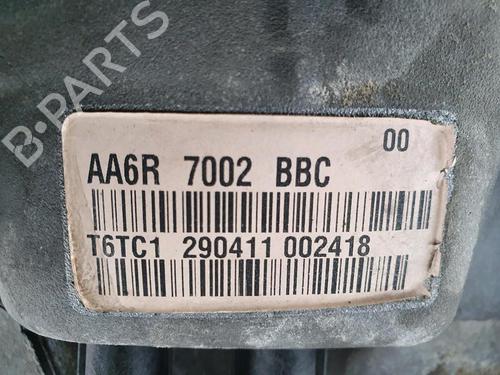 B-PARTS
00
AA6R 7002 BBC
T6TC1 290411 002418